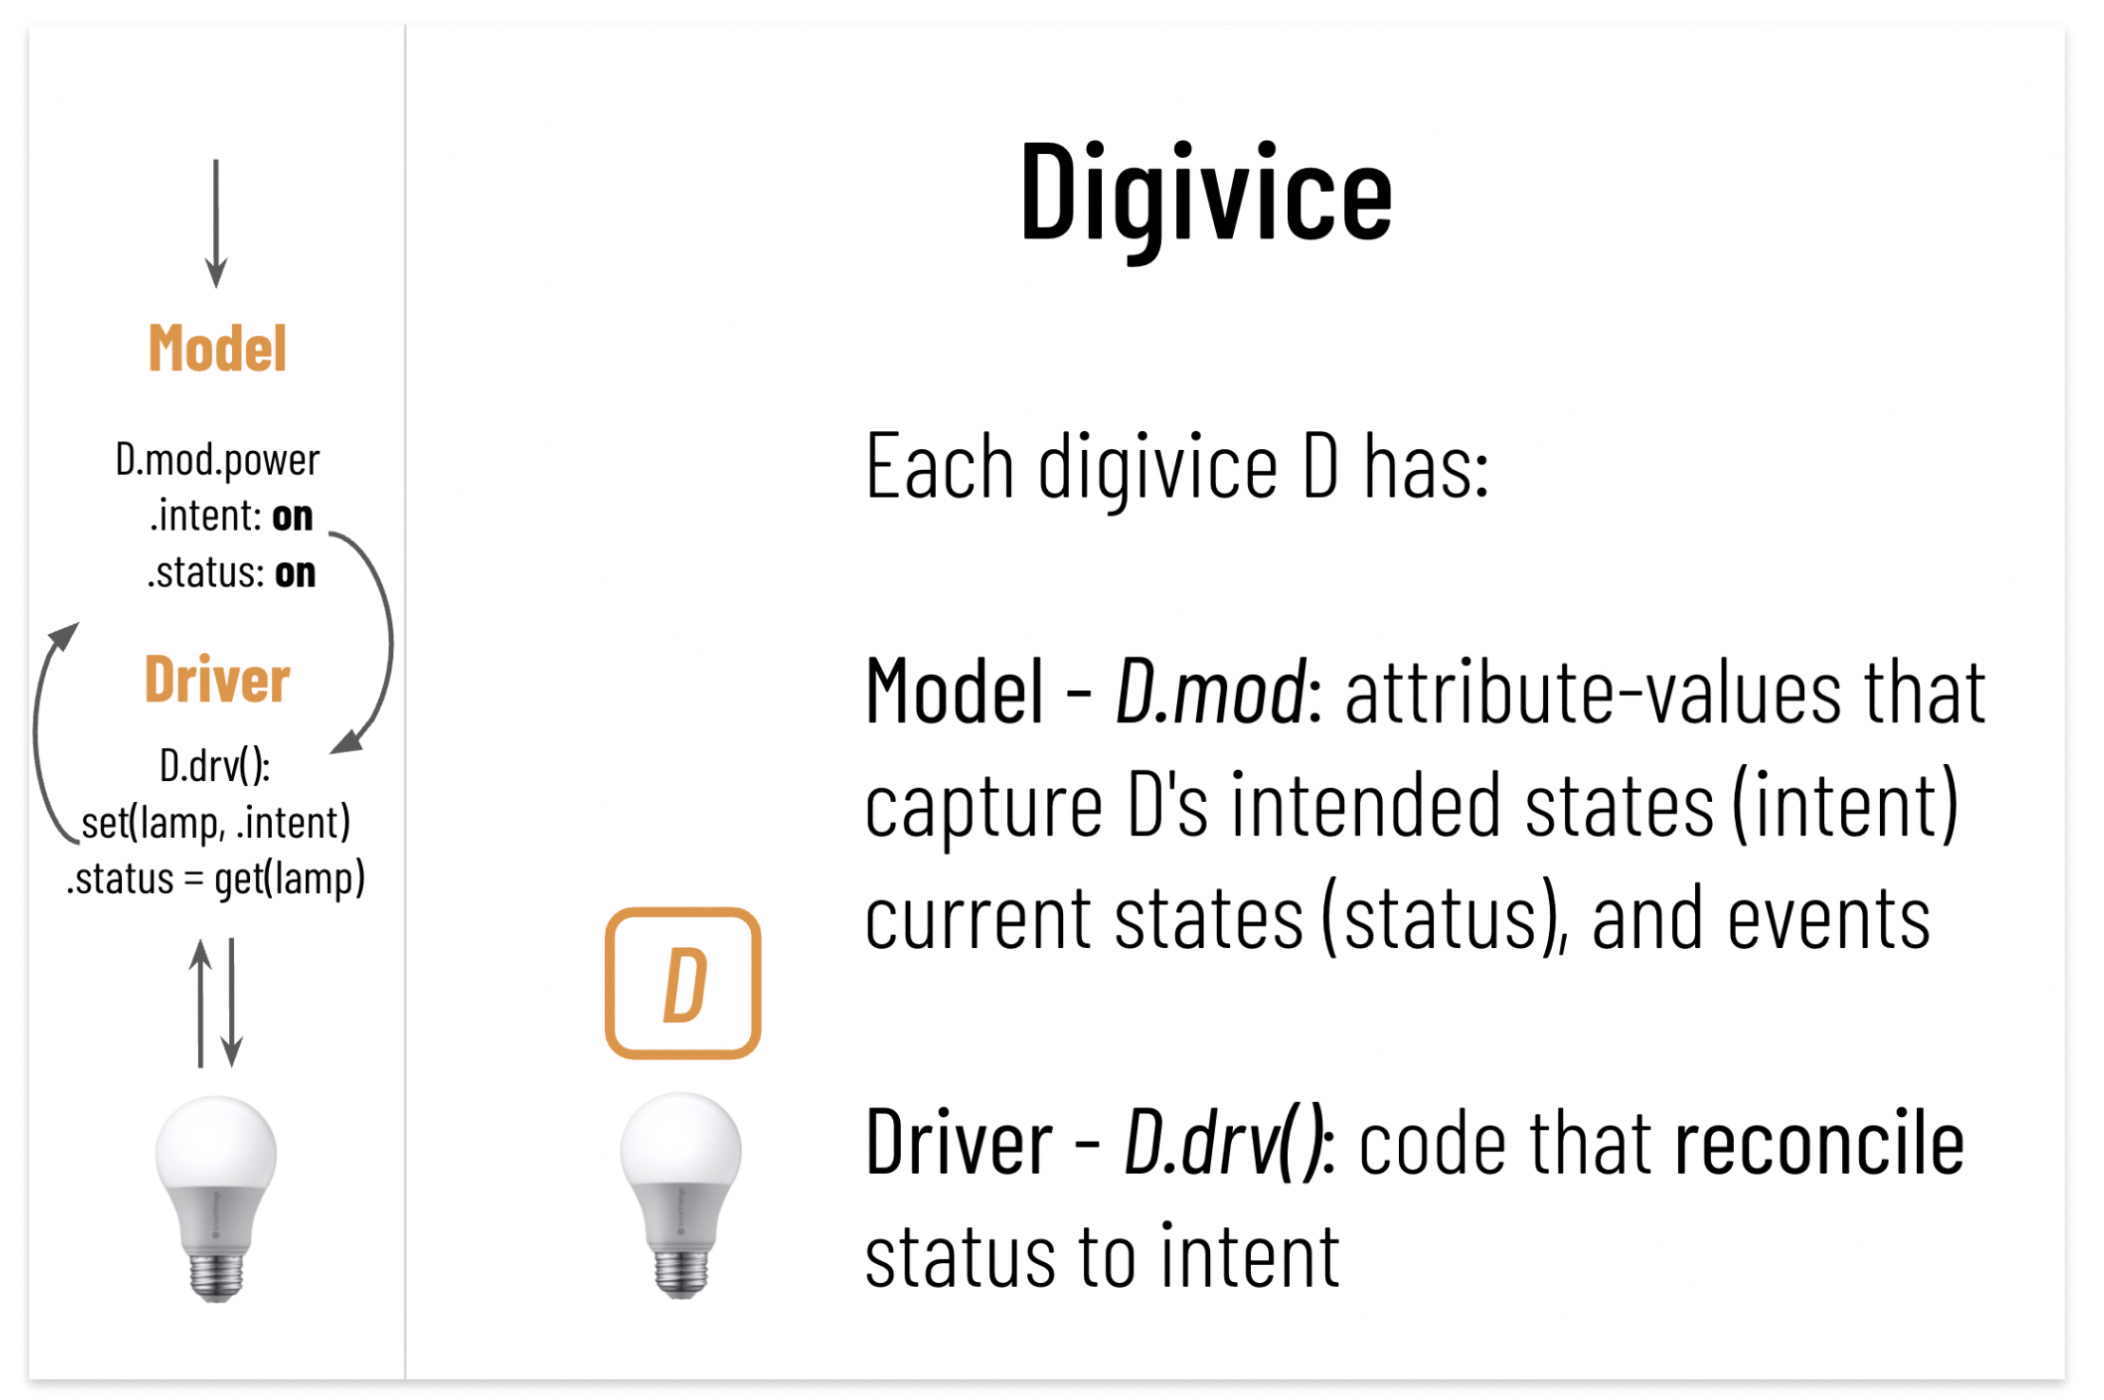 Model
D.mod.power
.intent: on
.status: on
Driver
D.drv():
set(lamp, .intent)
.status = get(lamp)
Digivice
Each digivice D has:
Model - D.mod: attribute-values that
capture D's intended states (intent)
current states (status), and events
D
Driver - D.drv(): code that reconcile
status to intent